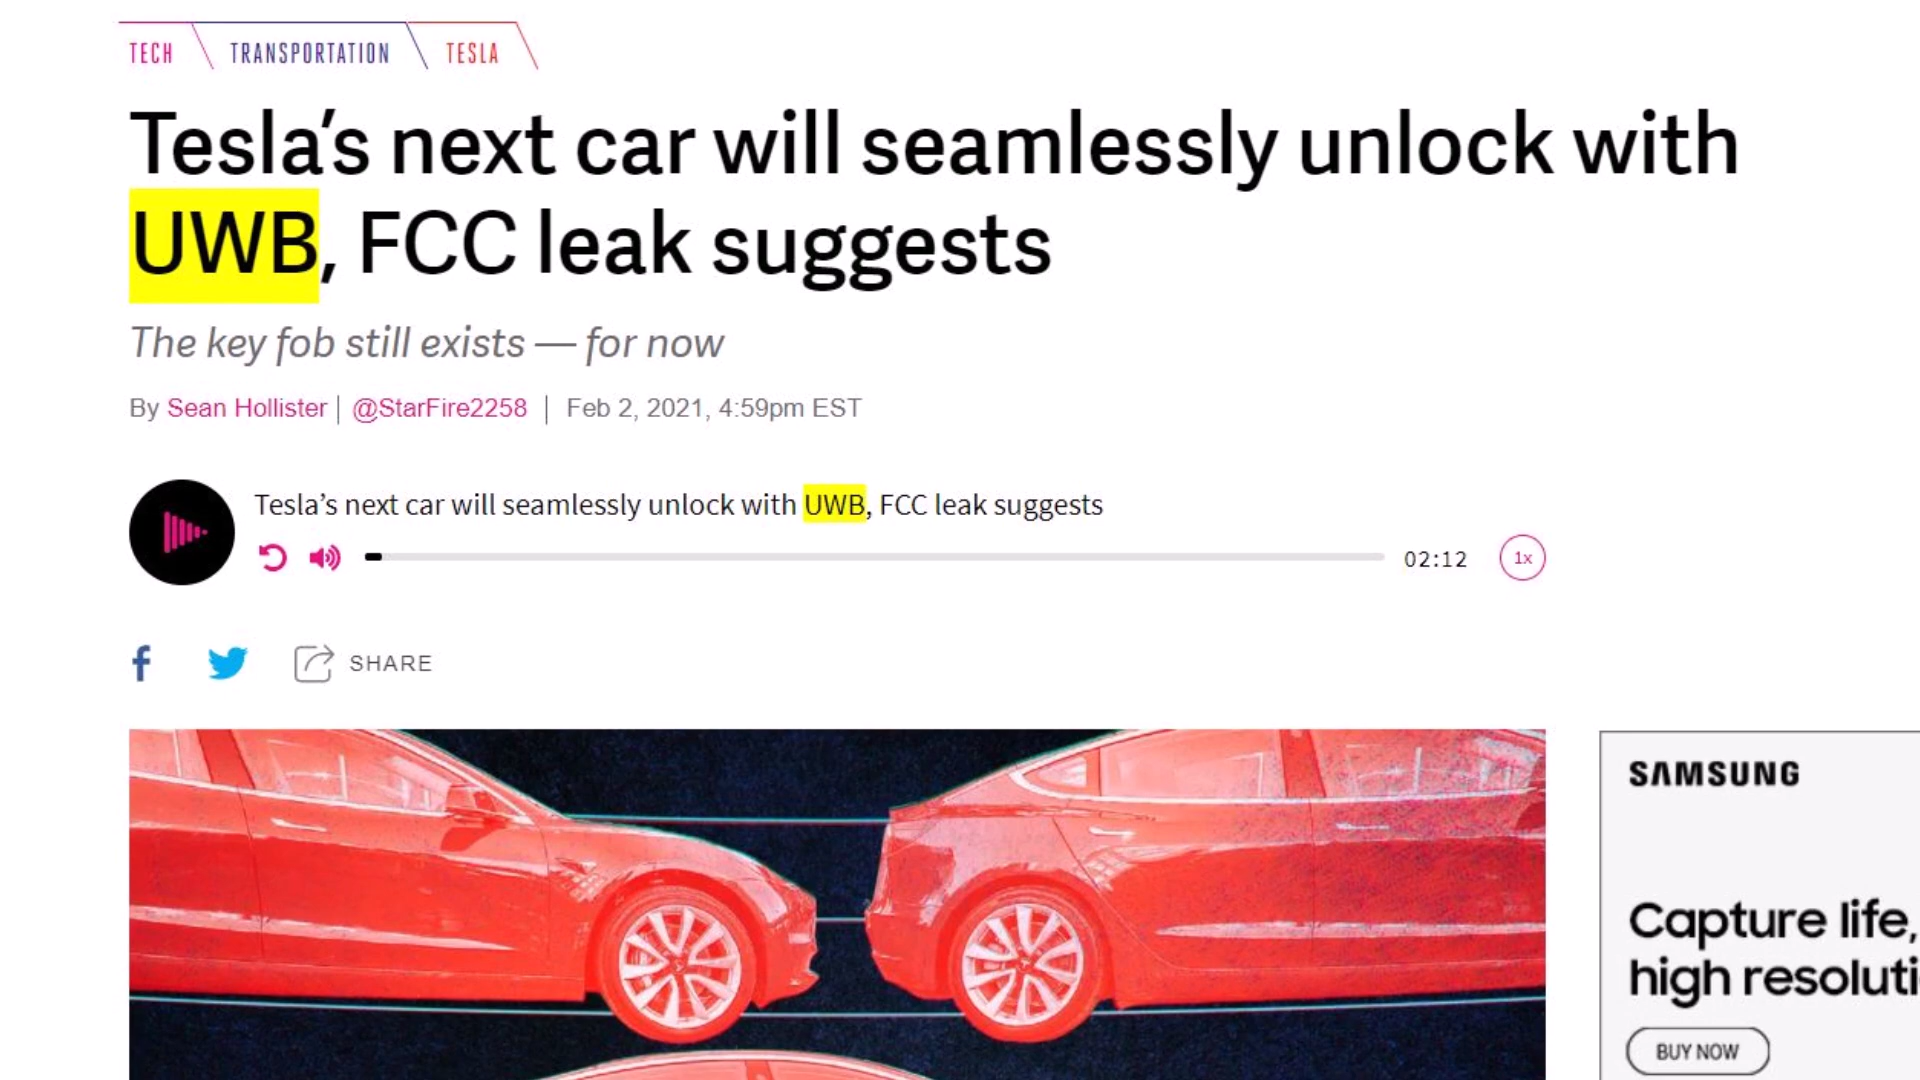 TECH TRANSPORTATION TESLA
Tesla’s next car will seamlessly unlock with
UWB, FCC leak suggests
The key fob still exists — for now
By Sean Hollister | @StarFire2258 | Feb 2, 2021, 4:59pm EST
Tesla’s next car will seamlessly unlock with UWB, FCC leak suggests
02:12 1x
SHARE
SAMSUNG
Capture life,
high resoluti
BUY NOW